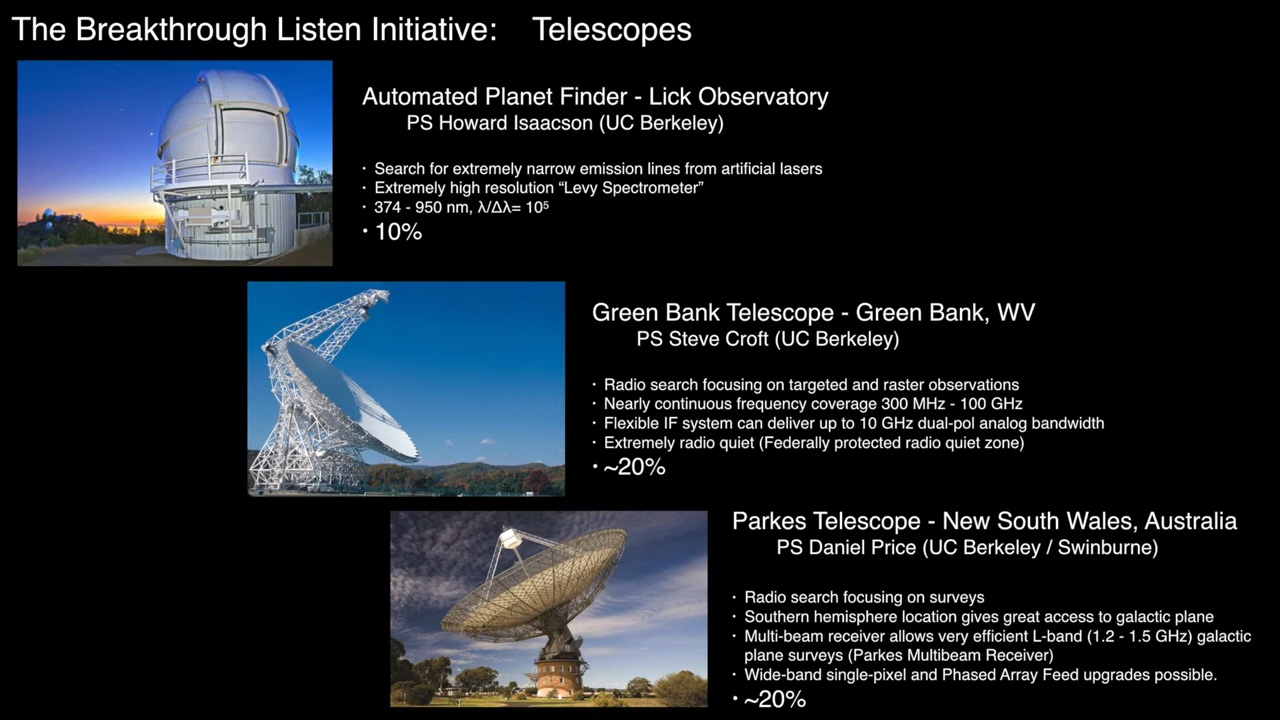 The Breakthrough Listen Initiative: Telescopes
Automated Planet Finder - Lick Observatory
PS Howard Isaacson (UC Berkeley)
· Search for extremely narrow emission lines from artificial lasers
· Extremely high resolution “Levy Spectrometer”
· 374 - 950 nm, λ/Δλ= 10⁵
· 10%
Green Bank Telescope - Green Bank, WV
PS Steve Croft (UC Berkeley)
· Radio search focusing on targeted and raster observations
· Nearly continuous frequency coverage 300 MHz - 100 GHz
· Flexible IF system can deliver up to 10 GHz dual-pol analog bandwidth
· Extremely radio quiet (Federally protected radio quiet zone)
· ~20%
Parkes Telescope - New South Wales, Australia
PS Daniel Price (UC Berkeley / Swinburne)
· Radio search focusing on surveys
· Southern hemisphere location gives great access to galactic plane
· Multi-beam receiver allows very efficient L-band (1.2 - 1.5 GHz) galactic
plane surveys (Parkes Multibeam Receiver)
· Wide-band single-pixel and Phased Array Feed upgrades possible.
· ~20%